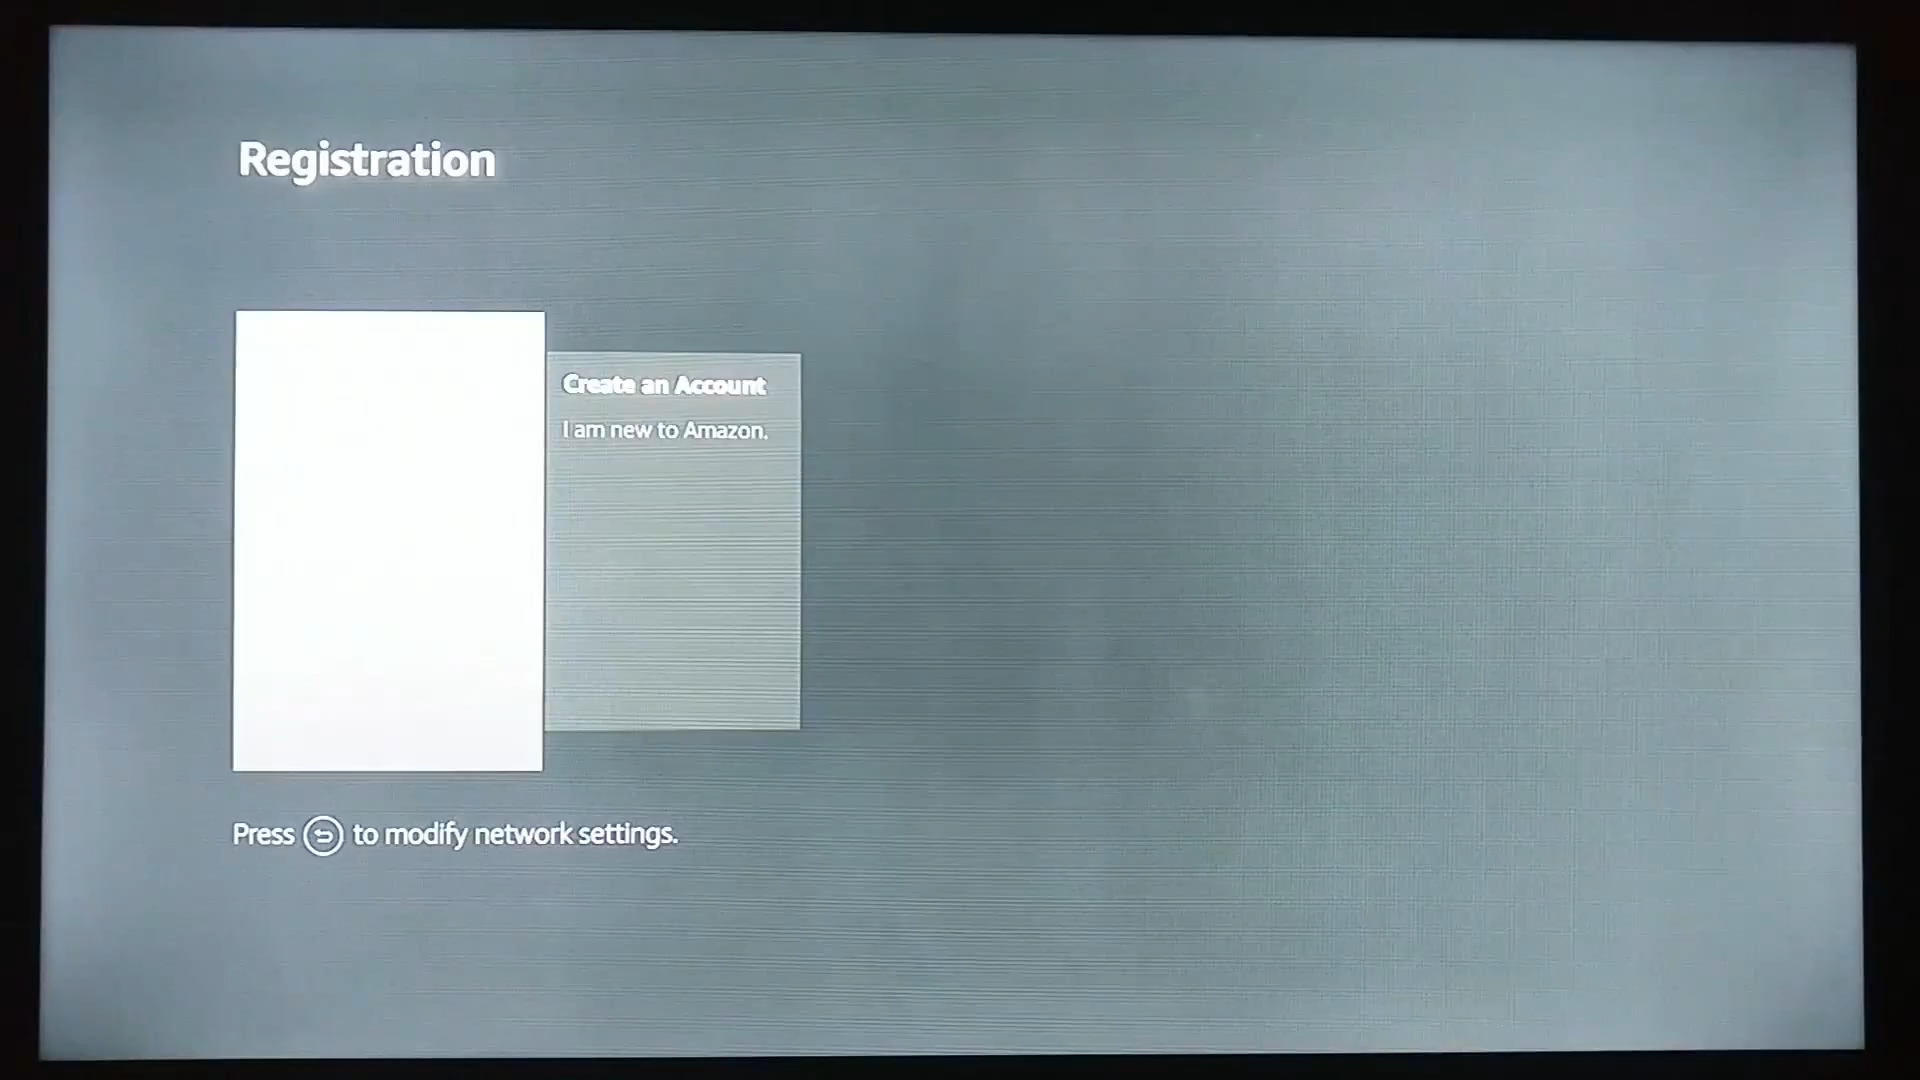 Registration
Create an Account
I am new to Amazon.
Press to modify network settings.